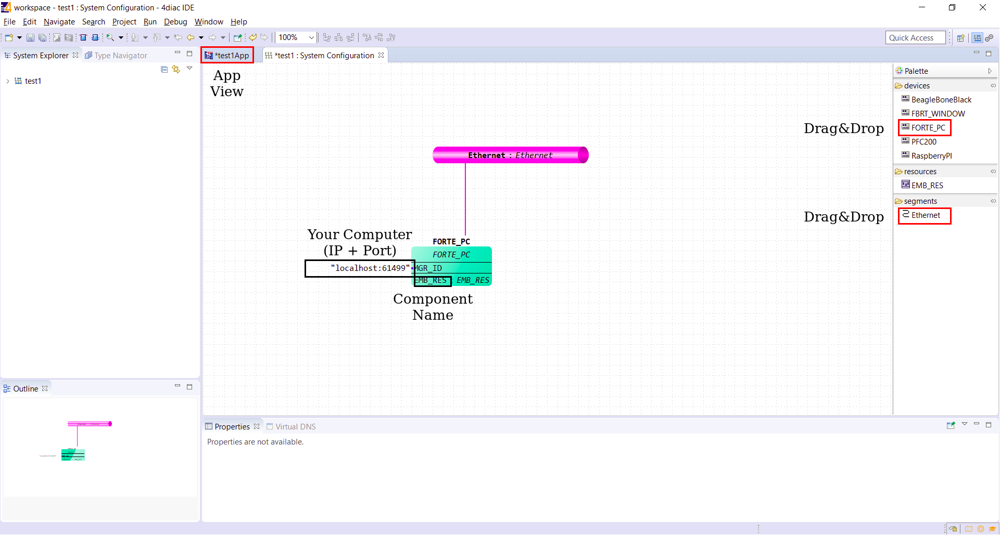 workspace - test1 : System Configuration - 4diac IDE
File Edit Navigate Search Project Run Debug Window Help
100%
Quick Access
System Explorer
Type Navigator
*test1App
*test1 : System Configuration
test1
App
View
Ethernet : Ethernet
Your Computer
(IP + Port)
FORTE_PC
FORTE_PC
"localhost:61499"
MGR_ID
EMB_RES EMB_RES
Component
Name
Drag&Drop
Drag&Drop
Palette
devices
BeagleBoneBlack
FBRT_WINDOW
FORTE_PC
PFC200
RaspberryPI
resources
EMB_RES
segments
Ethernet
Outline
Properties
Virtual DNS
Properties are not available.